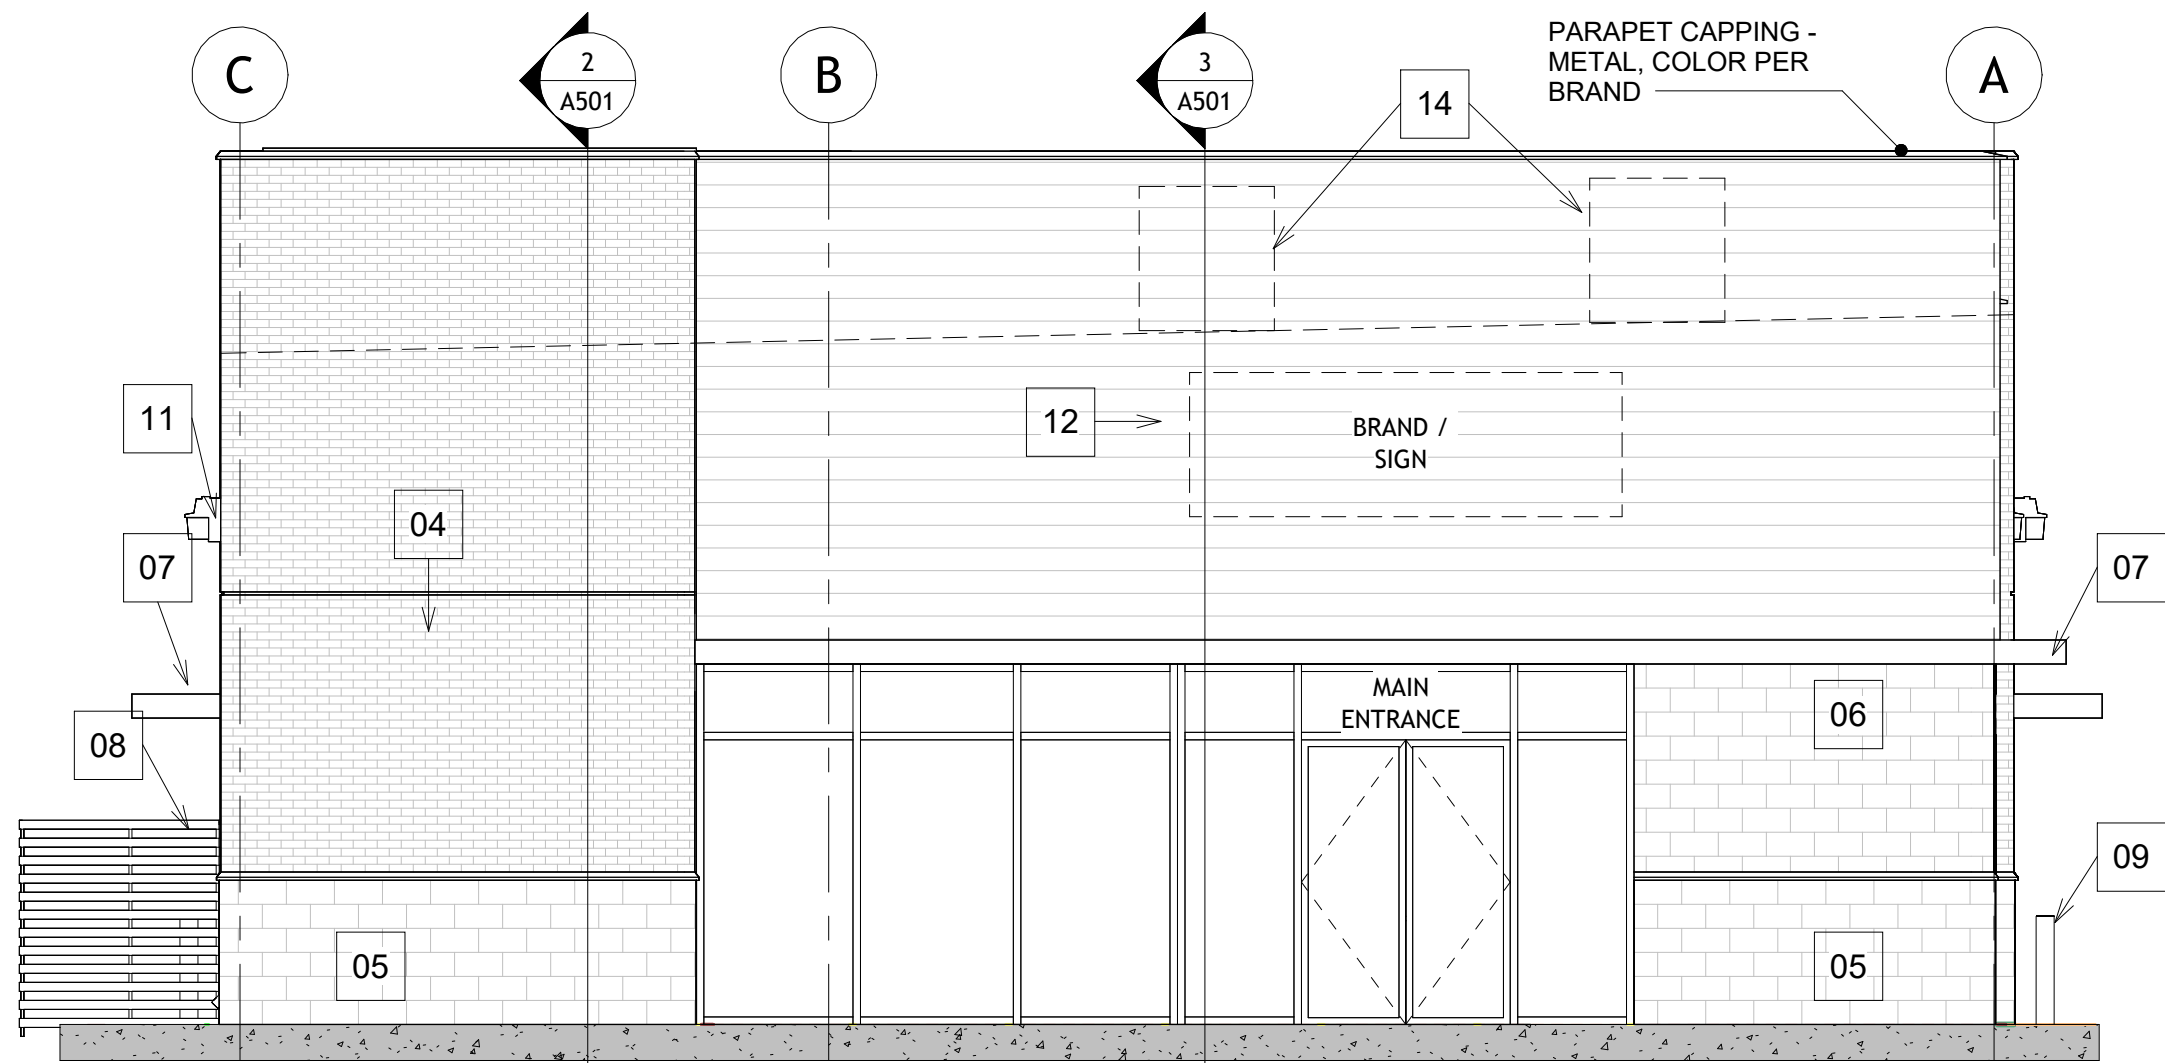 PARAPET CAPPING -
METAL, COLOR PER
BRAND
C
2
A501
B
3
A501
14
A
11
12
BRAND /
SIGN
04
07
07
MAIN
ENTRANCE
06
08
09
05
05